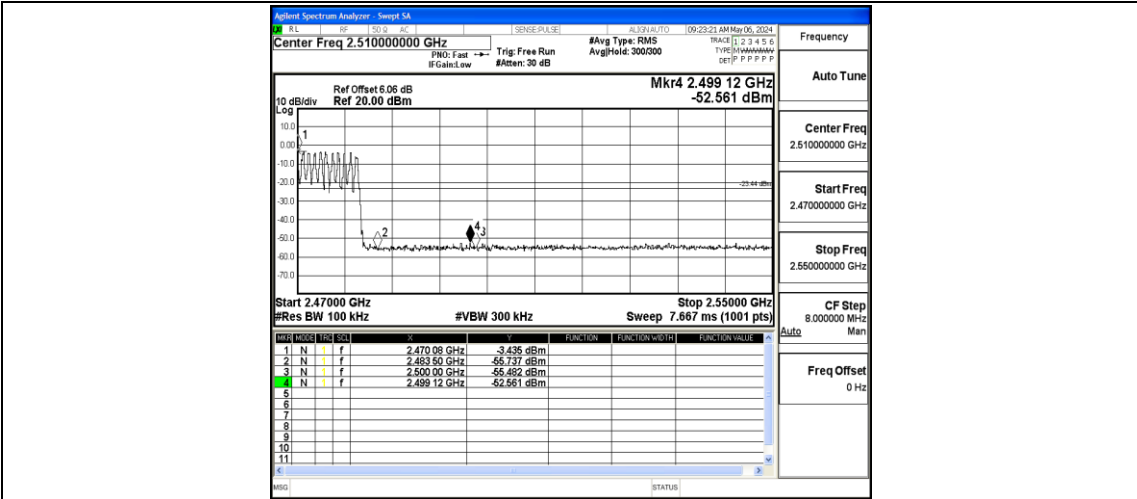 Agilent Spectrum Analyzer - Swept SA
RL RF 50 Ω AC SENSE:PULSE ALIGN AUTO 09:23:21 AM May 06, 2024
Center Freq 2.510000000 GHz
PNO: Fast
IFGain:Low
Trig: Free Run
#Atten: 30 dB
#Avg Type: RMS
Avg|Hold: 300/300
TRACE 1 2 3 4 5 6
TYPE MWWWWW
DET P P P P P P
Frequency
Auto Tune
Center Freq
2.510000000 GHz
Start Freq
2.470000000 GHz
Stop Freq
2.550000000 GHz
CF Step
8.000000 MHz
Auto Man
Freq Offset
0 Hz
Mkr4 2.499 12 GHz
-52.561 dBm
Ref Offset 6.06 dB
10 dB/div Ref 20.00 dBm
Log
10.0
0.00
-10.0
-20.0
-30.0
-40.0
-50.0
-60.0
-70.0
1
2
4
3
-23.44 dBm
Start 2.47000 GHz Stop 2.55000 GHz
#Res BW 100 kHz #VBW 300 kHz Sweep 7.667 ms (1001 pts)
MKR MODE TRC SCL X Y FUNCTION FUNCTION WIDTH FUNCTION VALUE
1 N 1 f 2.470 08 GHz -3.435 dBm
2 N 1 f 2.483 50 GHz -55.737 dBm
3 N 1 f 2.500 00 GHz -55.482 dBm
4 N 1 f 2.499 12 GHz -52.561 dBm
5
6
7
8
9
10
11
MSG STATUS